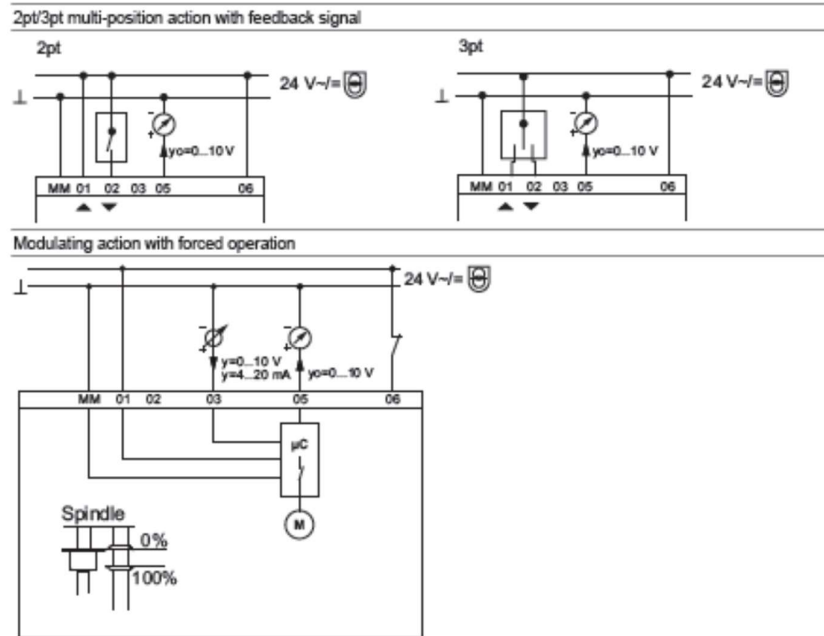 2pt/3pt multi-position action with feedback signal
2pt
3pt
24 V~/=
24 V~/=
⊥
⊥
-
+
-
+
yo=0...10 V
yo=0...10 V
MM 01 02 03 05 06
MM 01 02 03 05 06
▲ ▼
▲ ▼
Modulating action with forced operation
⊥
24 V~/=
-
+
-
+
y=0...10 V
y=4...20 mA
yo=0...10 V
MM 01 02 03 05 06
µC
M
Spindle
0%
100%